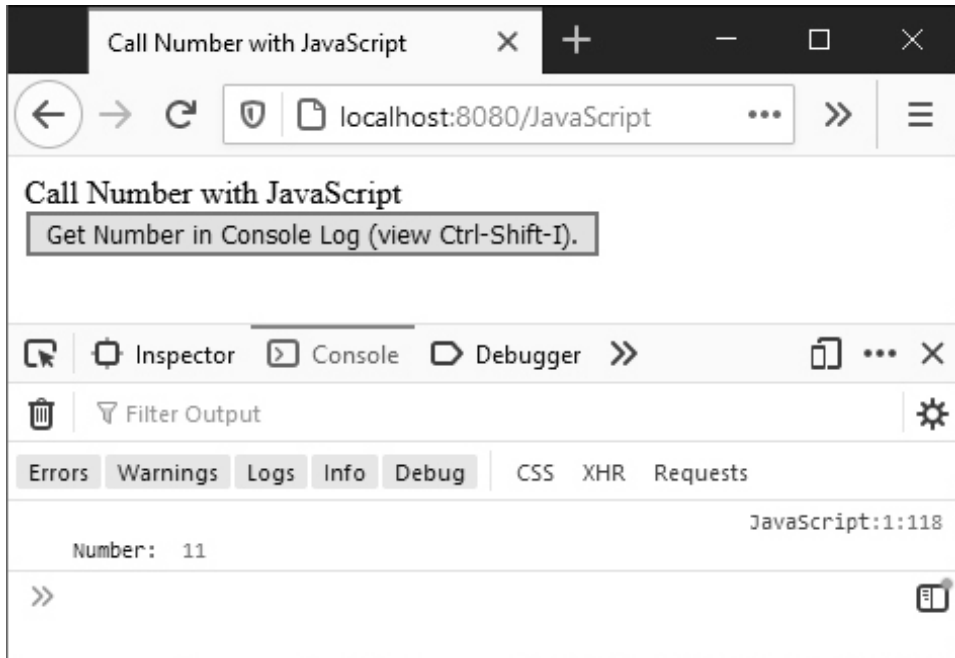 Call Number with JavaScript
localhost:8080/JavaScript
Call Number with JavaScript
Get Number in Console Log (view Ctrl-Shift-I).
Inspector Console Debugger
Filter Output
Errors Warnings Logs Info Debug CSS XHR Requests
JavaScript:1:118
Number: 11